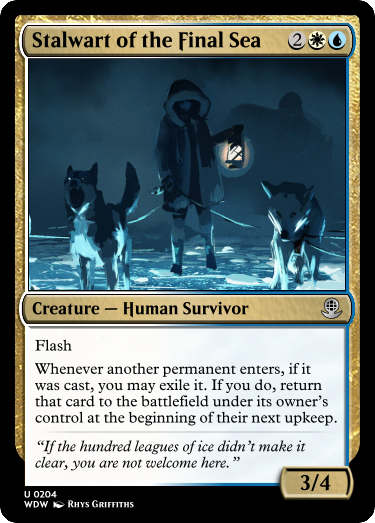 Stalwart of the Final Sea 2
Creature — Human Survivor
Flash
Whenever another permanent enters, if it
was cast, you may exile it. If you do, return
that card to the battlefield under its owner’s
control at the beginning of their next upkeep.
“If the hundred leagues of ice didn’t make it
clear, you are not welcome here.”
3/4
U 0204
WDW Rhys Griffiths